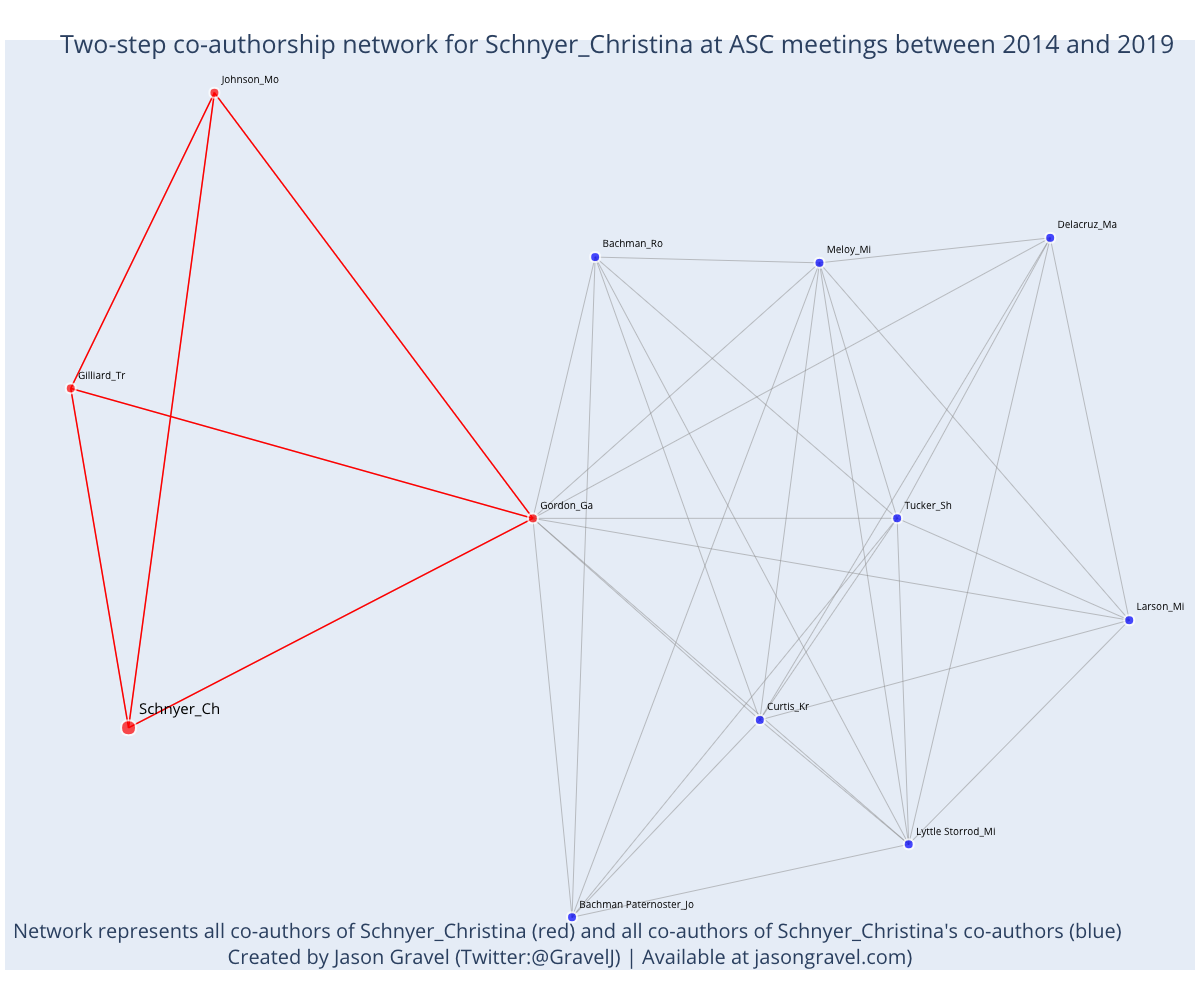 Two-step co-authorship network for Schnyer_Christina at ASC meetings between 2014 and 2019
Johnson_Mo
Delacruz_Ma
Bachman_Ro
Meloy_Mi
Gilliard_Tr
Gordon_Ga
Tucker_Sh
Larson_Mi
Schnyer_Ch
Curtis_Kr
Lyttle Storrod_Mi
Bachman Paternoster_Jo
Network represents all co-authors of Schnyer_Christina (red) and all co-authors of Schnyer_Christina's co-authors (blue)
Created by Jason Gravel (Twitter:@GravelJ) | Available at jasongravel.com)